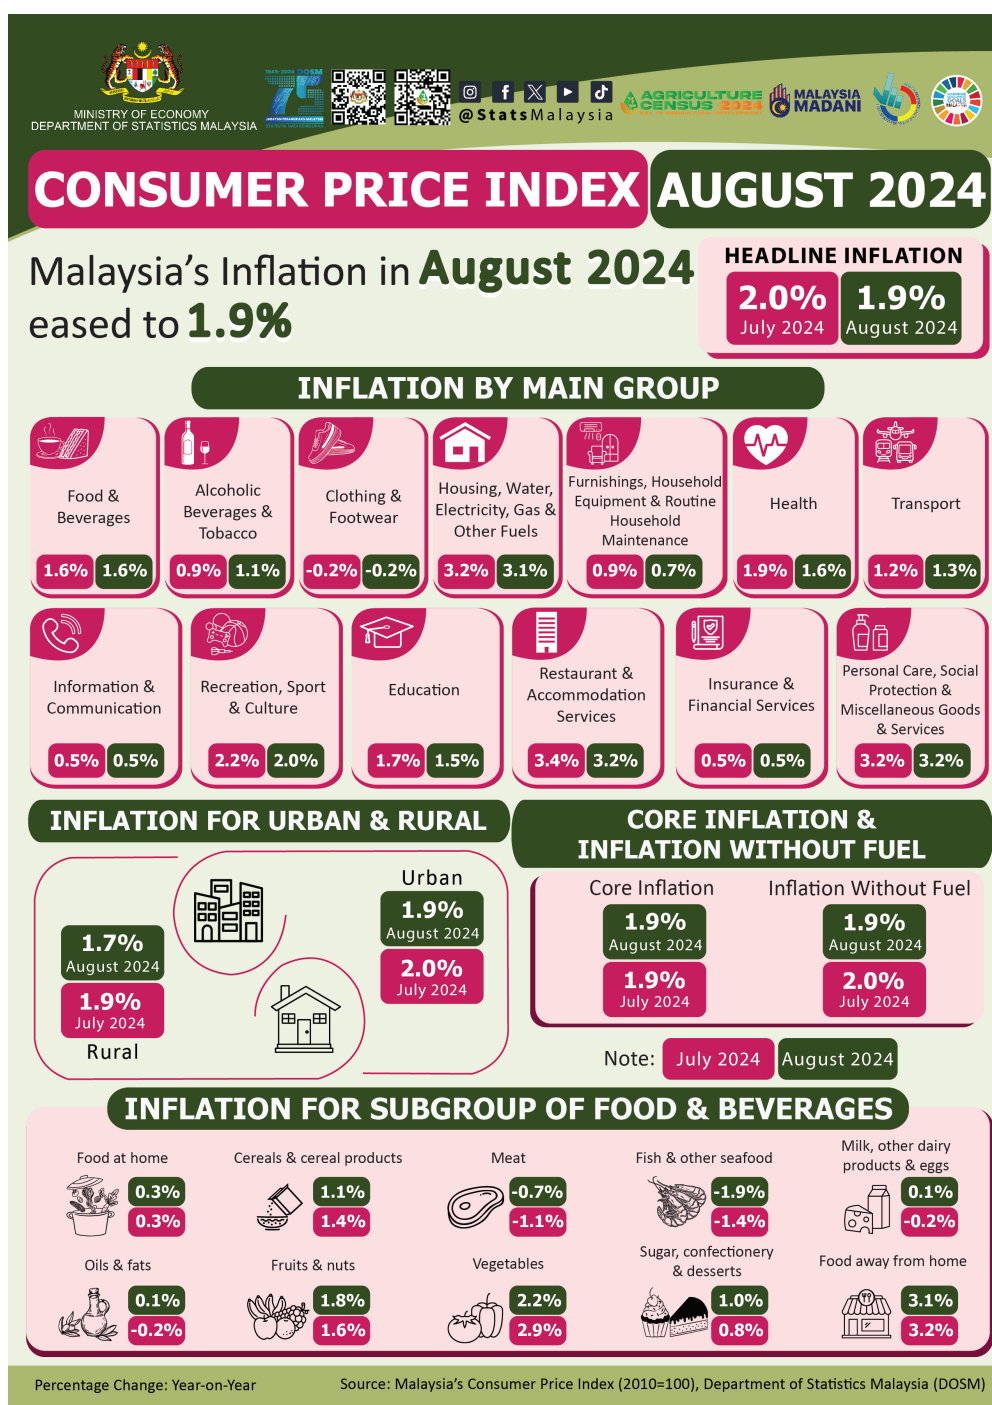 MINISTRY OF ECONOMY
DEPARTMENT OF STATISTICS MALAYSIA
75
@StatsMalaysia
AGRICULTURE
CENSUS 2024
MALAYSIA
MADANI
CONSUMER PRICE INDEX AUGUST 2024
Malaysia's Inflation in August 2024
eased to 1.9%
HEADLINE INFLATION
2.0% 1.9%
July 2024 August 2024
INFLATION BY MAIN GROUP
Food &
Beverages
1.6% 1.6%
Alcoholic
Beverages &
Tobacco
0.9% 1.1%
Clothing &
Footwear
-0.2% -0.2%
Housing, Water,
Electricity, Gas &
Other Fuels
3.2% 3.1%
Furnishings, Household
Equipment & Routine
Household
Maintenance
0.9% 0.7%
Health
1.9% 1.6%
Transport
1.2% 1.3%
Information &
Communication
0.5% 0.5%
Recreation, Sport
& Culture
2.2% 2.0%
Education
1.7% 1.5%
Restaurant &
Accommodation
Services
3.4% 3.2%
Insurance &
Financial Services
0.5% 0.5%
Personal Care, Social
Protection &
Miscellaneous Goods
& Services
3.2% 3.2%
INFLATION FOR URBAN & RURAL
Urban
1.9%
August 2024
2.0%
July 2024
1.7%
August 2024
1.9%
July 2024
Rural
CORE INFLATION &
INFLATION WITHOUT FUEL
Core Inflation
1.9%
August 2024
1.9%
July 2024
Inflation Without Fuel
1.9%
August 2024
2.0%
July 2024
Note: July 2024 August 2024
INFLATION FOR SUBGROUP OF FOOD & BEVERAGES
Food at home
0.3%
0.3%
Cereals & cereal products
1.1%
1.4%
Meat
-0.7%
-1.1%
Fish & other seafood
-1.9%
-1.4%
Milk, other dairy
products & eggs
0.1%
-0.2%
Oils & fats
0.1%
-0.2%
Fruits & nuts
1.8%
1.6%
Vegetables
2.2%
2.9%
Sugar, confectionery
& desserts
1.0%
0.8%
Food away from home
3.1%
3.2%
Percentage Change: Year-on-Year
Source: Malaysia's Consumer Price Index (2010=100), Department of Statistics Malaysia (DOSM)